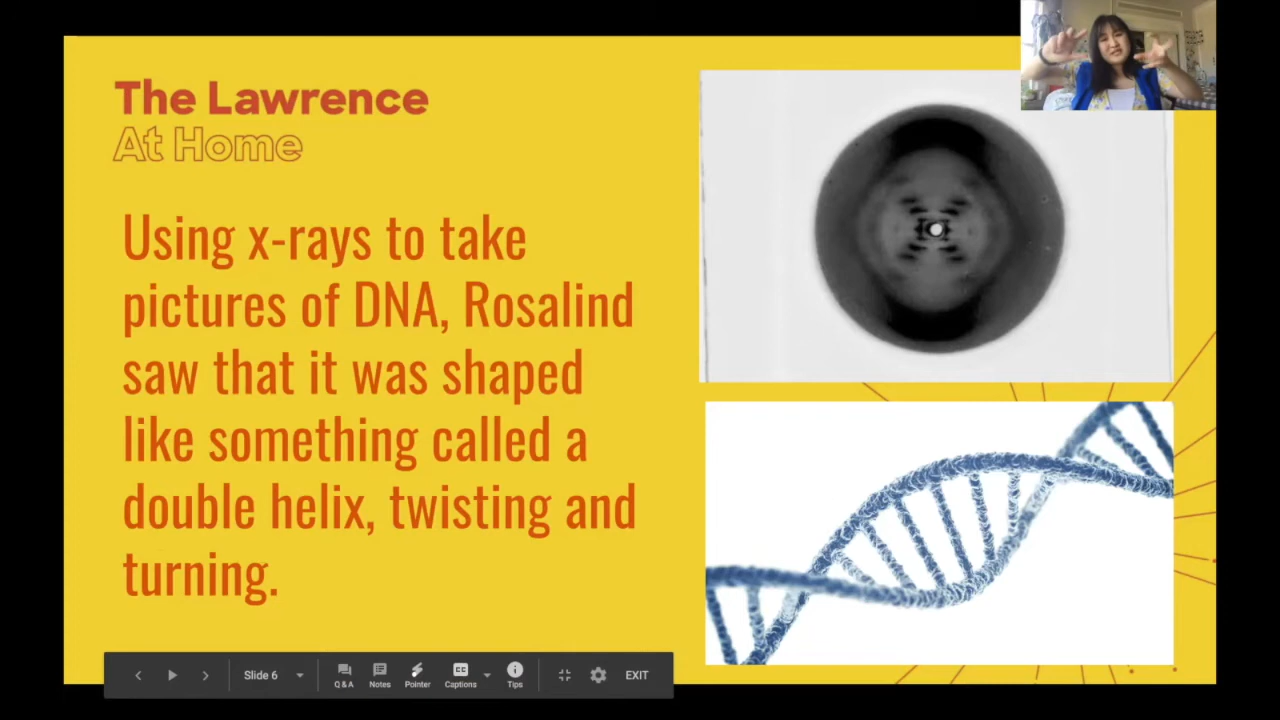 The Lawrence
At Home
Using x-rays to take
pictures of DNA, Rosalind
saw that it was shaped
like something called a
double helix, twisting and
turning.
Slide 6
Q&A
Notes
Pointer
CC
Captions
Tips
EXIT